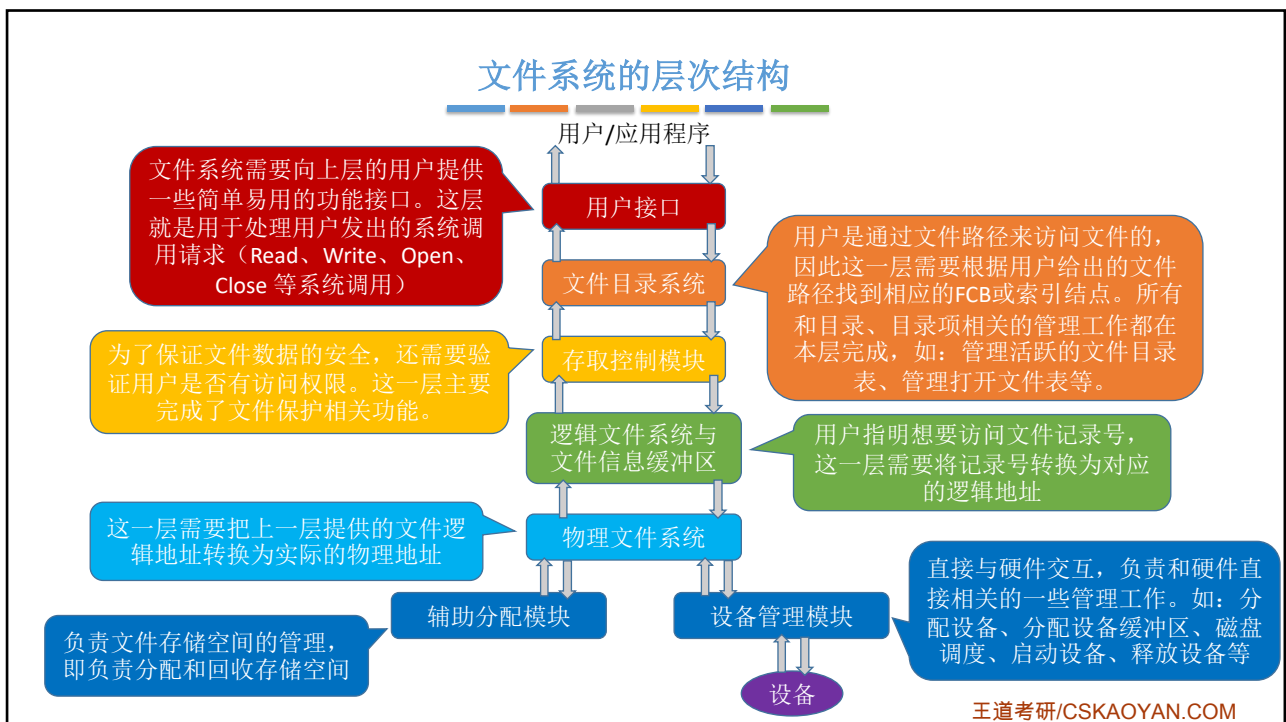 文件系统的层次结构
用户/应用程序
文件系统需要向上层的用户提供
一些简单易用的功能接口。这层
就是用于处理用户发出的系统调
用请求（Read、Write、Open、
Close 等系统调用）
用户接口
文件目录系统
用户是通过文件路径来访问文件的，
因此这一层需要根据用户给出的文件
路径找到相应的FCB或索引结点。所有
和目录、目录项相关的管理工作都在
本层完成，如：管理活跃的文件目录
表、管理打开文件表等。
为了保证文件数据的安全，还需要验
证用户是否有访问权限。这一层主要
完成了文件保护相关功能。
存取控制模块
逻辑文件系统与
文件信息缓冲区
用户指明想要访问文件记录号，
这一层需要将记录号转换为对应
的逻辑地址
这一层需要把上一层提供的文件逻
辑地址转换为实际的物理地址
物理文件系统
直接与硬件交互，负责和硬件直
接相关的一些管理工作。如：分
配设备、分配设备缓冲区、磁盘
调度、启动设备、释放设备等
负责文件存储空间的管理，
即负责分配和回收存储空间
辅助分配模块
设备管理模块
设备
王道考研/CSKAOYAN.COM